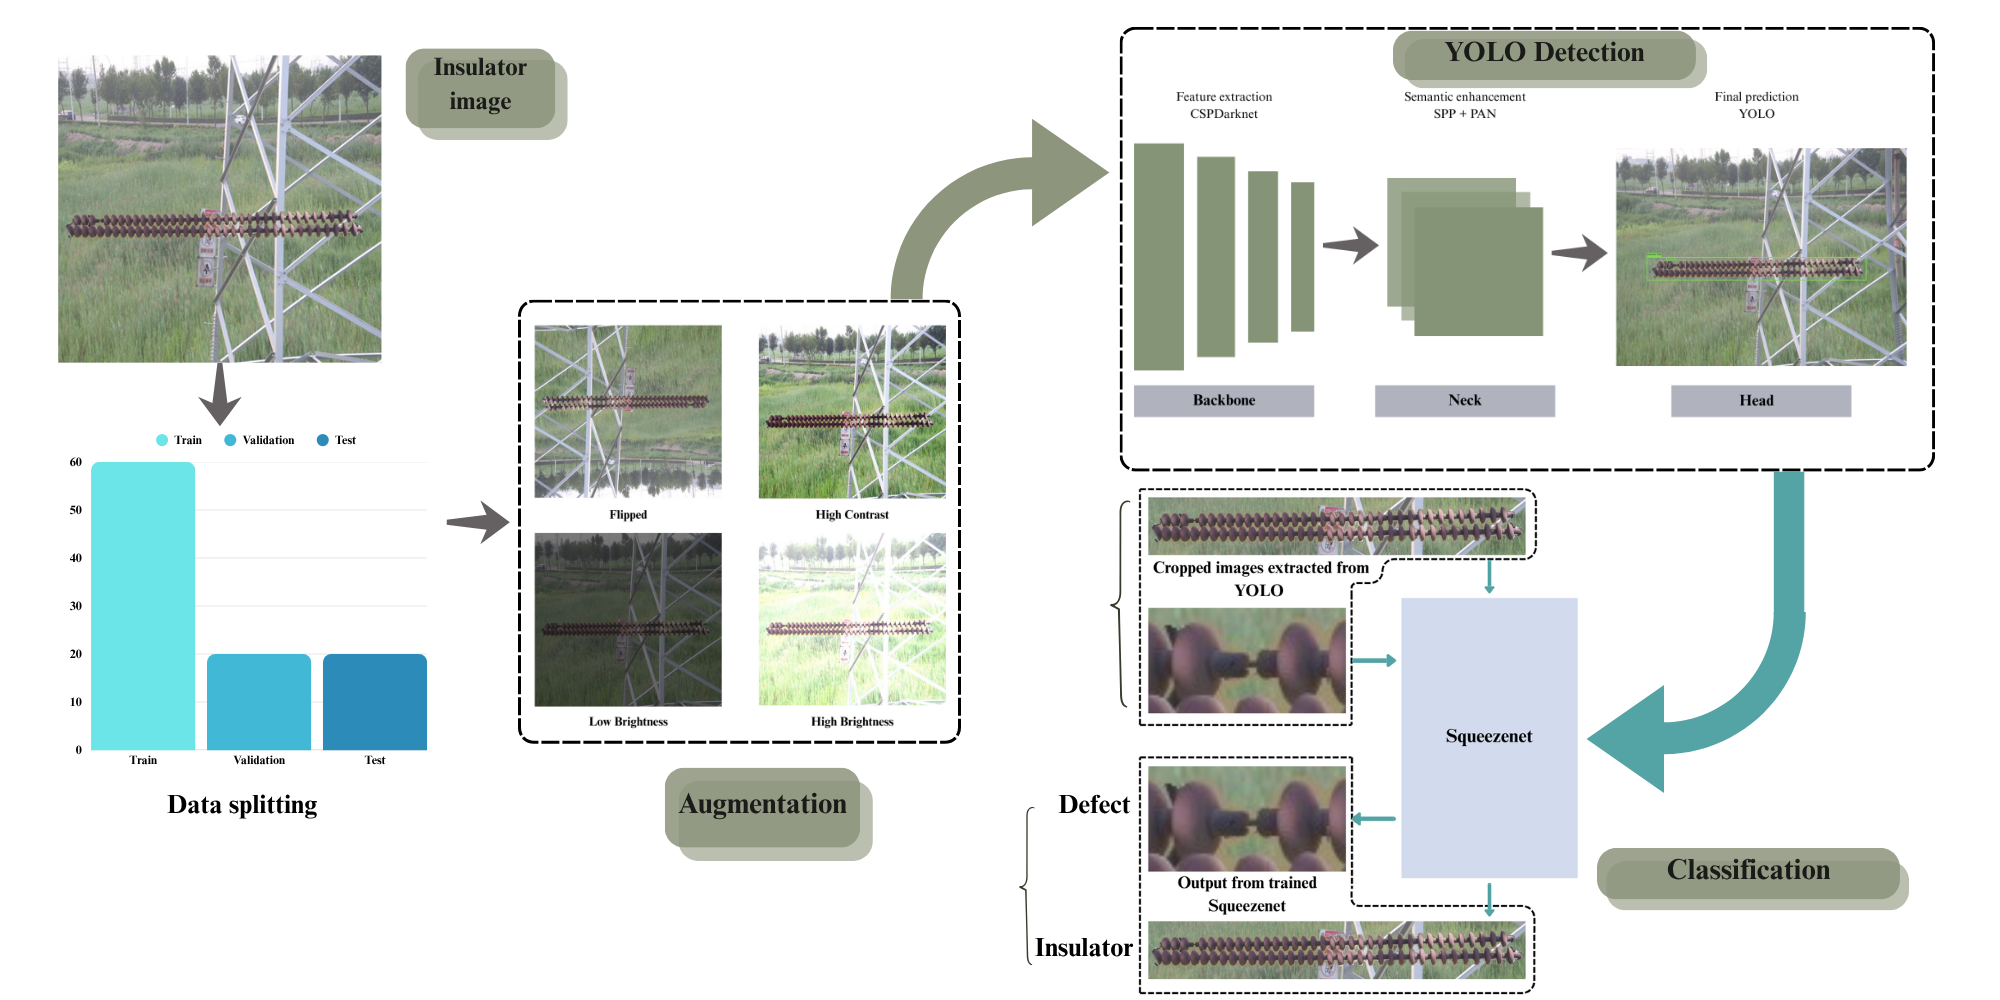 Insulator
image
Train
Validation
Test
60
50
40
30
20
10
0
Train
Validation
Test
Data splitting
Flipped
High Contrast
Low Brightness
High Brightness
Augmentation
YOLO Detection
Feature extraction
CSPDarknet
Semantic enhancement
SPP + PAN
Final prediction
YOLO
Backbone
Neck
Head
Cropped images extracted from
YOLO
Squeezenet
Defect
Output from trained
Squeezenet
Insulator
Classification